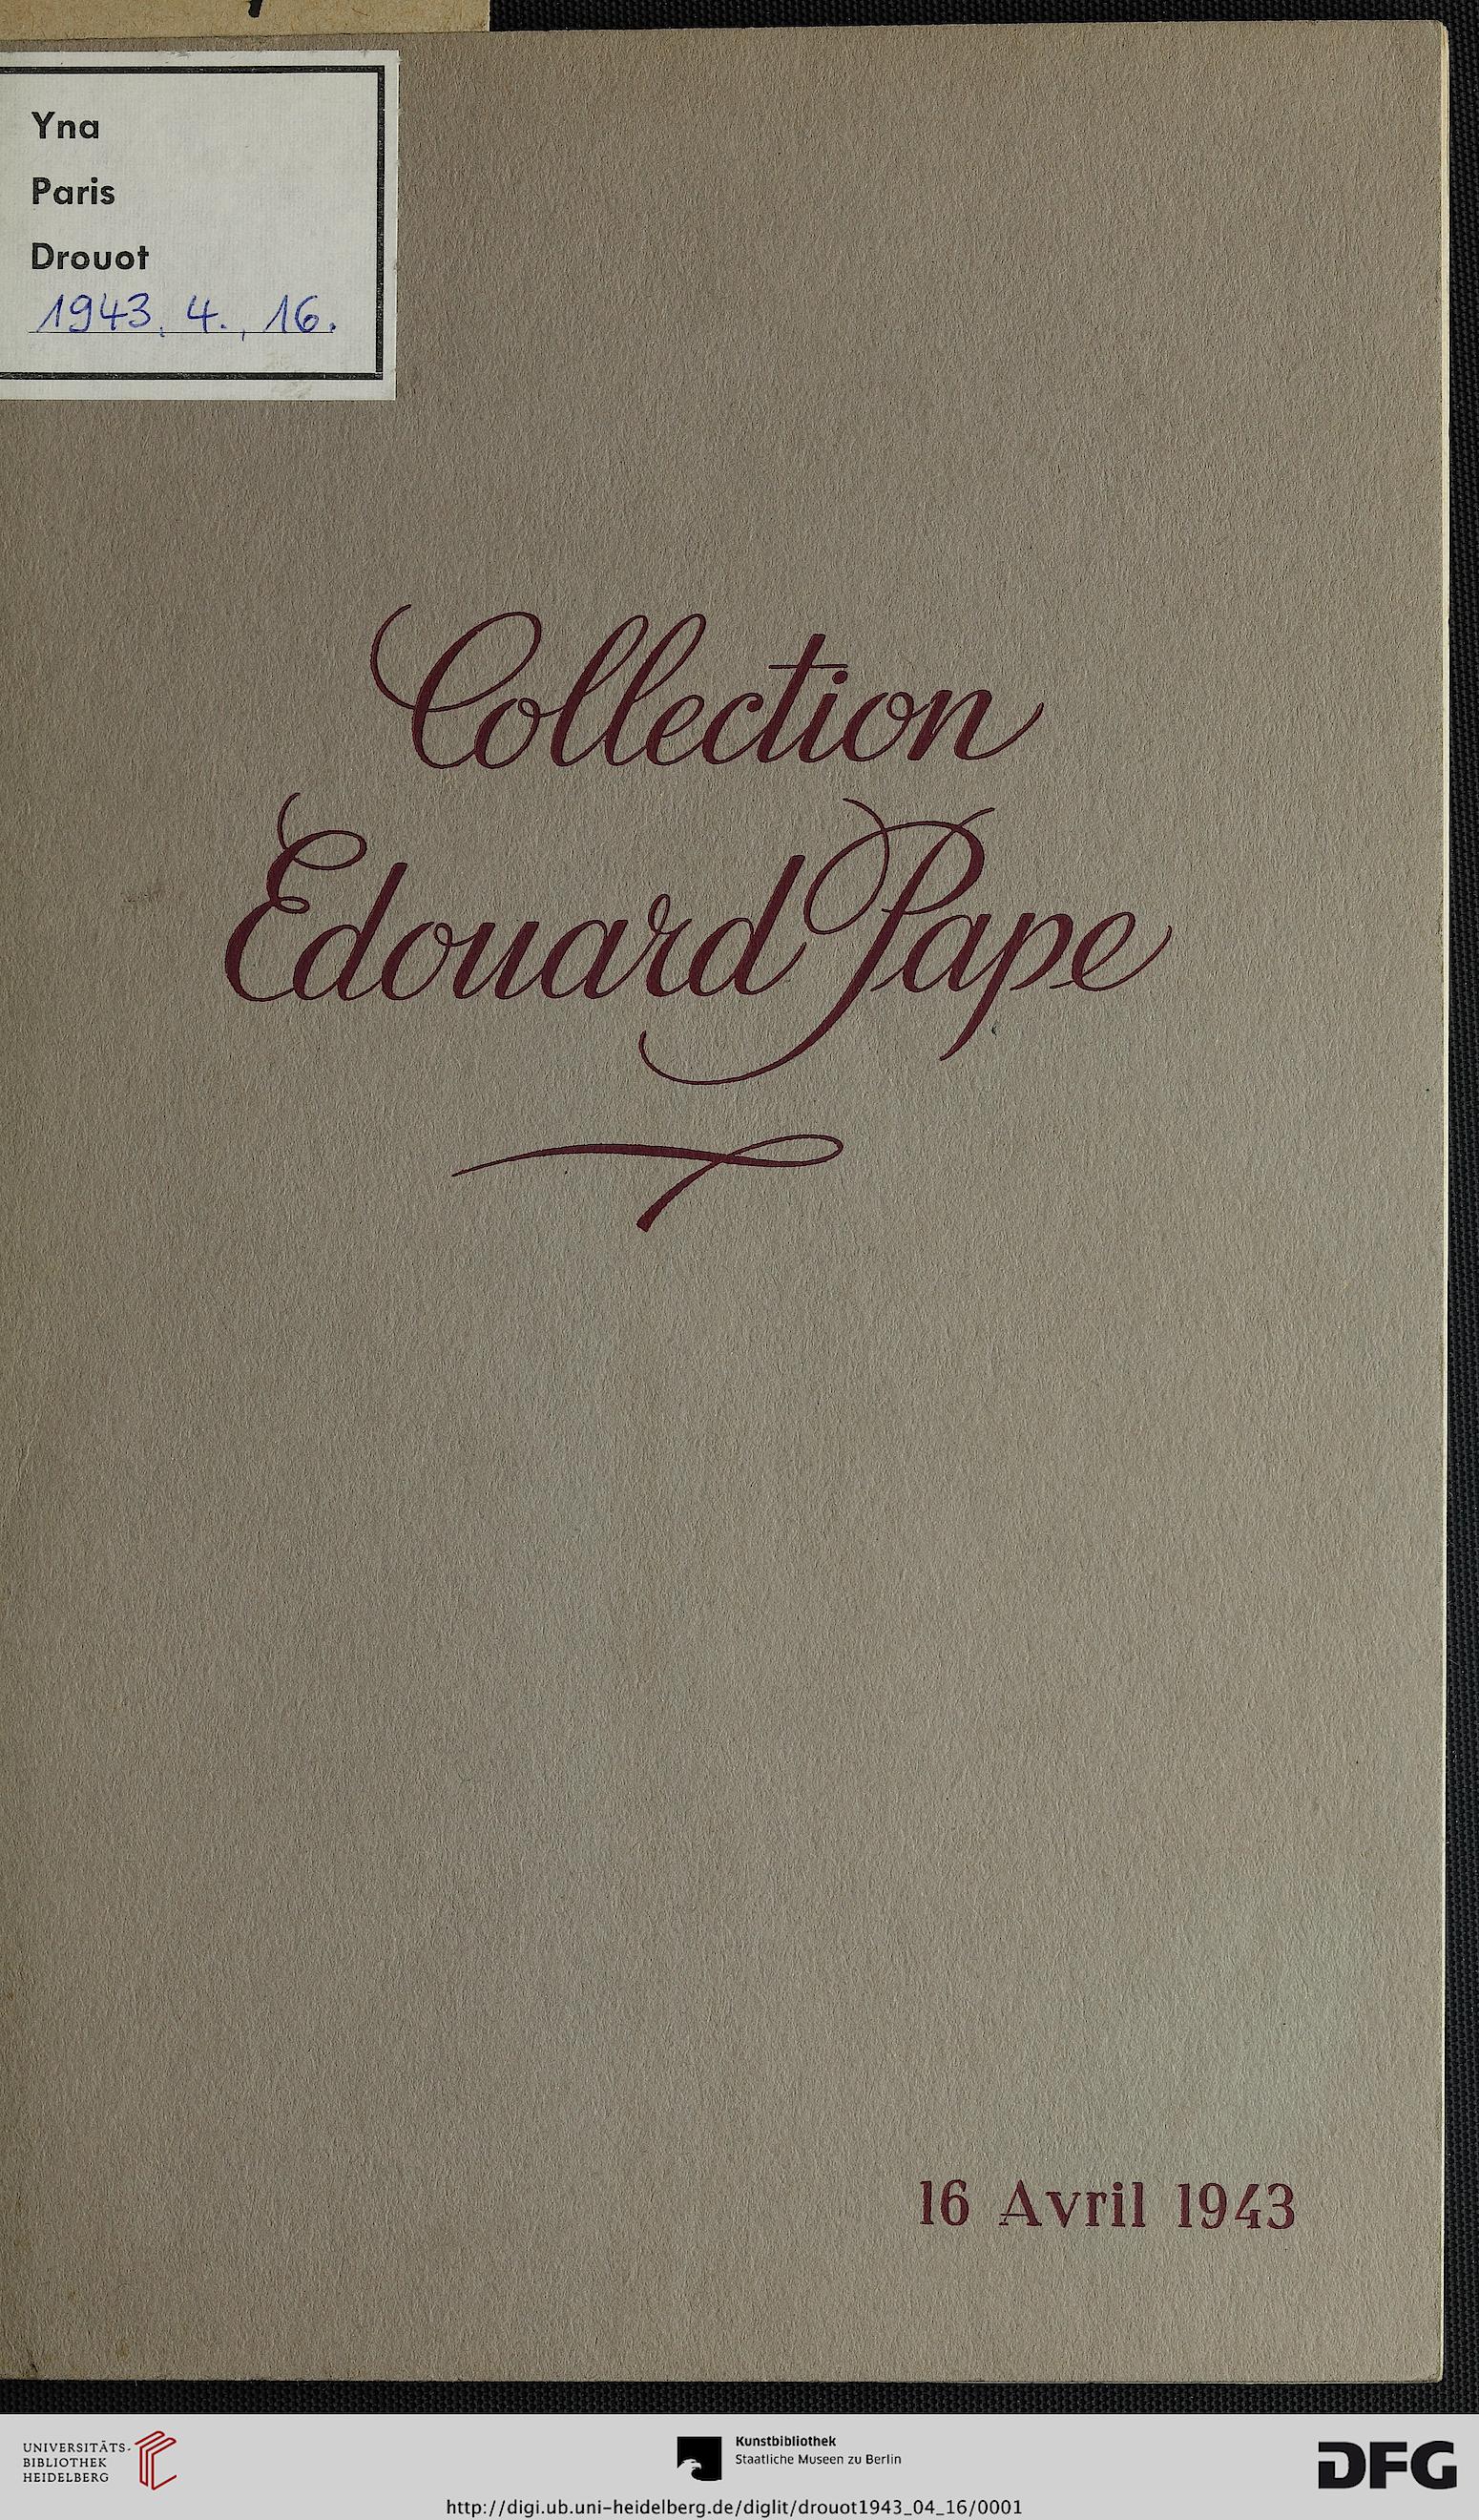 Yna
Paris
Drouot
1943, 4., 16.
Collection
Edouard Pape
16 Avril 1943
UNIVERSITÄTS-
BIBLIOTHEK
HEIDELBERG
Kunstbibliothek
Staatliche Museen zu Berlin
DFG
http://digi.ub.uni-heidelberg.de/diglit/drouot1943_04_16/0001